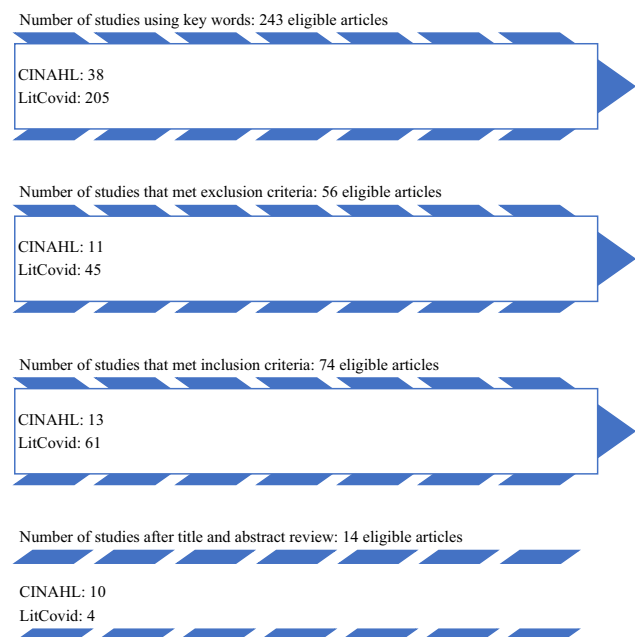 Number of studies using key words: 243 eligible articles
CINAHL: 38
LitCovid: 205
Number of studies that met exclusion criteria: 56 eligible articles
CINAHL: 11
LitCovid: 45
Number of studies that met inclusion criteria: 74 eligible articles
CINAHL: 13
LitCovid: 61
Number of studies after title and abstract review: 14 eligible articles
CINAHL: 10
LitCovid: 4